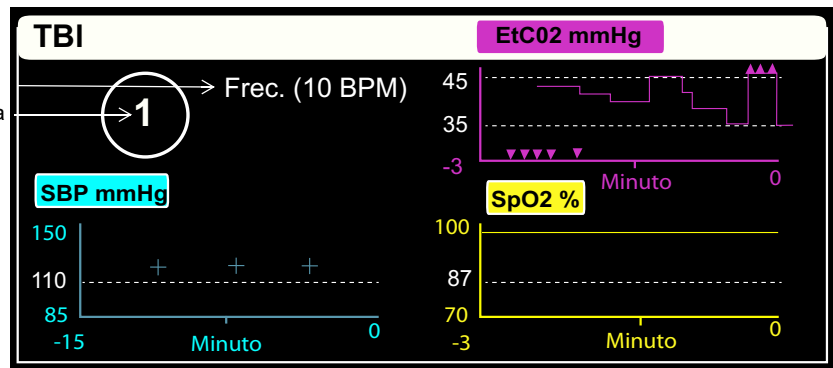 TBI
EtC02 mmHg
a
1
Frec. (10 BPM)
45
35
-3
Minuto
0
SBP mmHg
150
110
85
-15
Minuto
0
SpO2 %
100
87
70
-3
Minuto
0